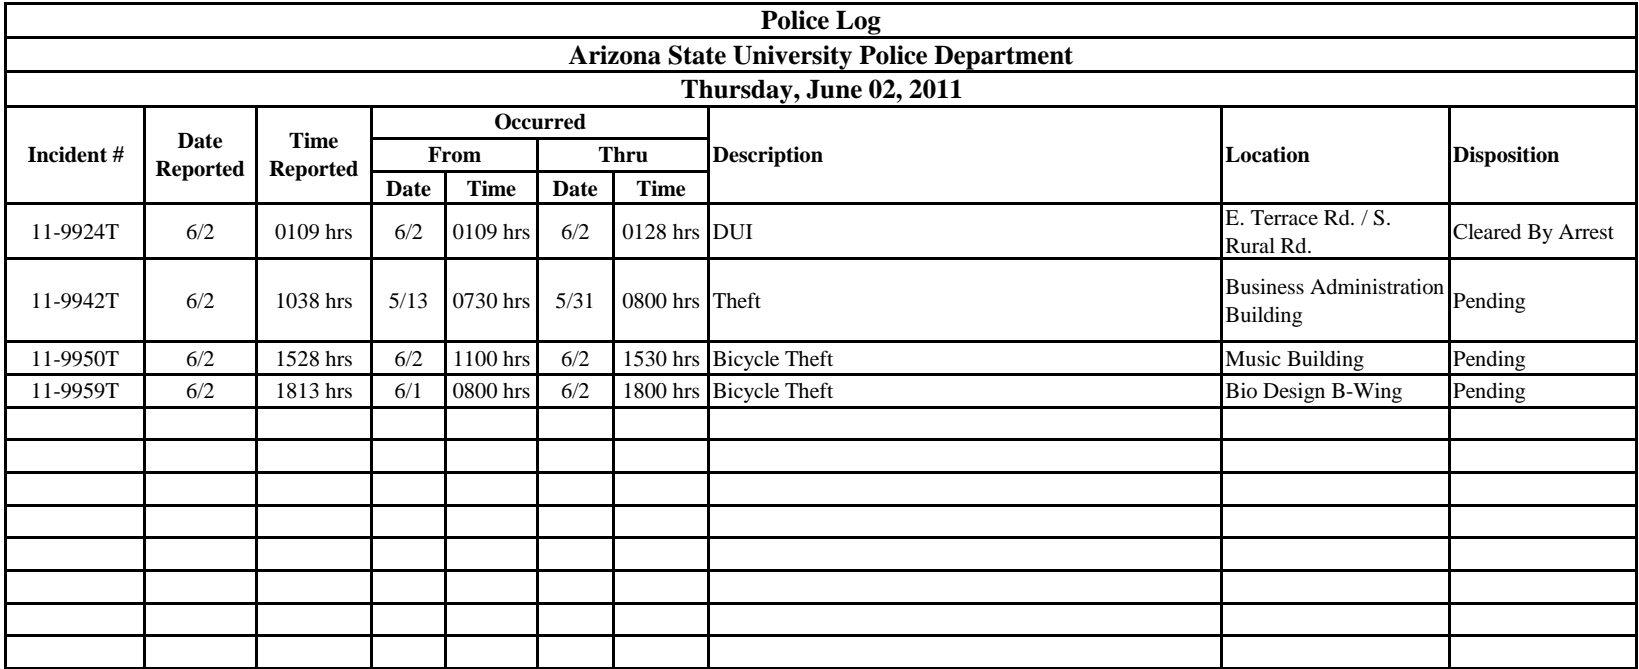 Police Log
Arizona State University Police Department
Thursday, June 02, 2011
Incident # Date Reported Time Reported Occurred Description Location Disposition
From Thru
Date Time Date Time
11-9924T 6/2 0109 hrs 6/2 0109 hrs 6/2 0128 hrs DUI E. Terrace Rd. / S. Rural Rd. Cleared By Arrest
11-9942T 6/2 1038 hrs 5/13 0730 hrs 5/31 0800 hrs Theft Business Administration Building Pending
11-9950T 6/2 1528 hrs 6/2 1100 hrs 6/2 1530 hrs Bicycle Theft Music Building Pending
11-9959T 6/2 1813 hrs 6/1 0800 hrs 6/2 1800 hrs Bicycle Theft Bio Design B-Wing Pending